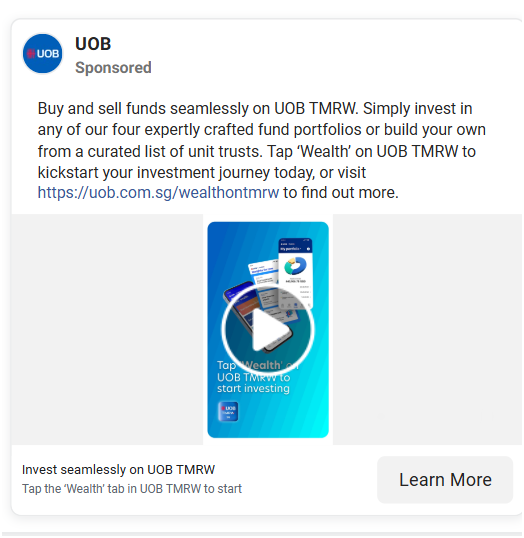 UOB
UOB
Sponsored
Buy and sell funds seamlessly on UOB TMRW. Simply invest in
any of our four expertly crafted fund portfolios or build your own
from a curated list of unit trusts. Tap ‘Wealth’ on UOB TMRW to
kickstart your investment journey today, or visit
https://uob.com.sg/wealthontmrw to find out more.
My portfolio
Tap ‘Wealth’ on
UOB TMRW to
start investing
UOB
TMRW
Invest seamlessly on UOB TMRW
Tap the ‘Wealth’ tab in UOB TMRW to start
Learn More